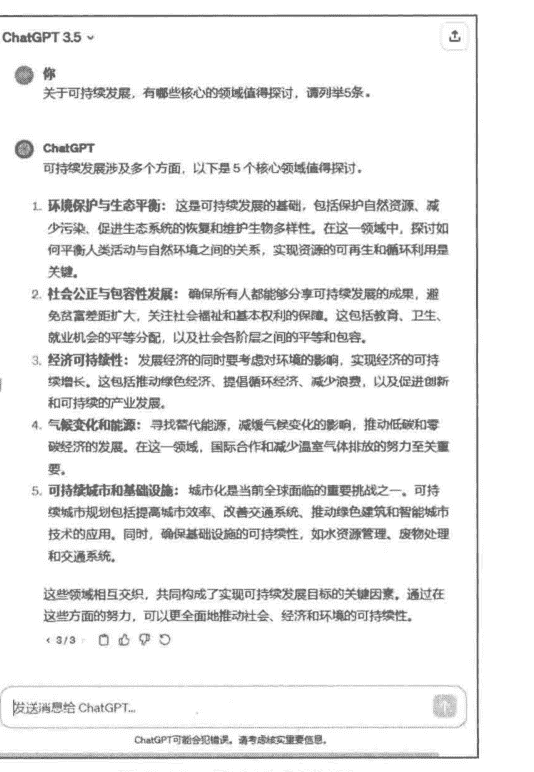 ChatGPT 3.5
你
关于可持续发展，有哪些核心的领域值得探讨，请列举5条。
ChatGPT
可持续发展涉及多个方面，以下是 5 个核心领域值得探讨。
1. 环境保护与生态平衡：这是可持续发展的基础，包括保护自然资源、减
少污染、促进生态系统的恢复和维护生物多样性。在这一领域中，探讨如
何平衡人类活动与自然环境之间的关系，实现资源的可再生和循环利用是
关键。
2. 社会公正与包容性发展：确保所有人都能够分享可持续发展的成果，避
免贫富差距扩大，关注社会福祉和基本权利的保障。这包括教育、卫生、
就业机会的平等分配，以及社会各阶层之间的平等和包容。
3. 经济可持续性：发展经济的同时要考虑对环境的影响，实现经济的可持
续增长。这包括推动绿色经济、提倡循环经济、减少浪费，以及促进创新
和可持续的产业发展。
4. 气候变化和能源：寻找替代能源，减缓气候变化的影响，推动低碳和零
碳经济的发展。在这一领域，国际合作和减少温室气体排放的努力至关重
要。
5. 可持续城市和基础设施：城市化是当前全球面临的重要挑战之一。可持
续城市规划包括提高城市效率、改善交通系统、推动绿色建筑和智能城市
技术的应用。同时，确保基础设施的可持续性，如水资源管理、废物处理
和交通系统。
这些领域相互交织，共同构成了实现可持续发展目标的关键因素。通过在
这些方面的努力，可以更全面地推动社会、经济和环境的可持续性。
‹ 3/3
发送消息给 ChatGPT...
ChatGPT可能会犯错误。请考虑核实重要信息。